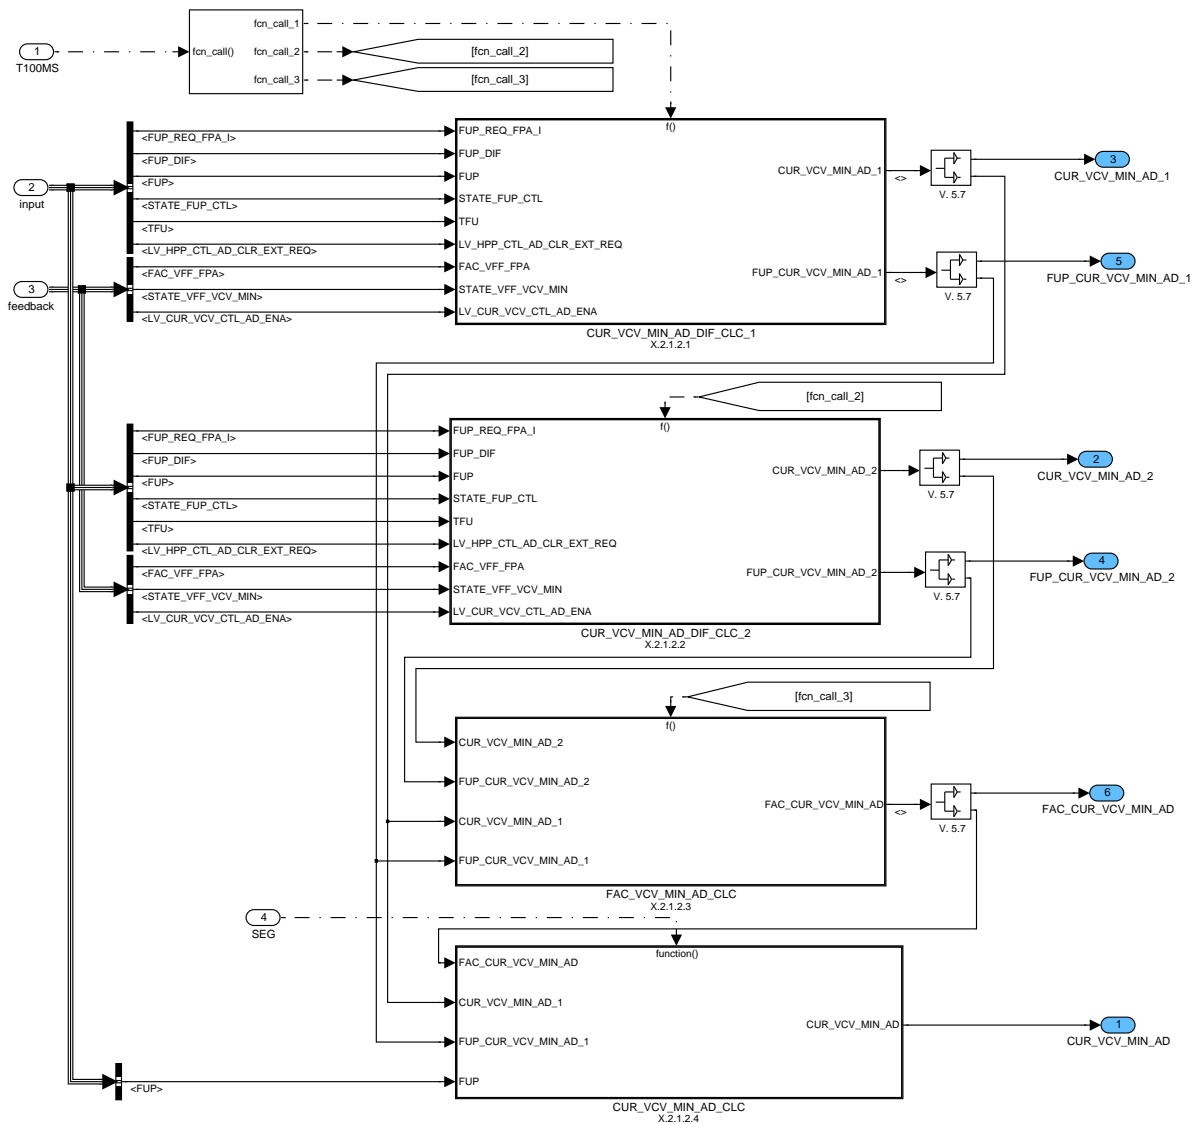 fcn_call_1
1
T100MS
fcn_call()
fcn_call_2
[fcn_call_2]
fcn_call_3
[fcn_call_3]
f()
<FUP_REQ_FPA_I>
FUP_REQ_FPA_I
<FUP_DIF>
FUP_DIF
2
input
<FUP>
FUP
<STATE_FUP_CTL>
STATE_FUP_CTL
<TFU>
TFU
<LV_HPP_CTL_AD_CLR_EXT_REQ>
LV_HPP_CTL_AD_CLR_EXT_REQ
3
feedback
<FAC_VFF_FPA>
FAC_VFF_FPA
<STATE_VFF_VCV_MIN>
STATE_VFF_VCV_MIN
<LV_CUR_VCV_CTL_AD_ENA>
LV_CUR_VCV_CTL_AD_ENA
CUR_VCV_MIN_AD_1
<>
V. 5.7
3
CUR_VCV_MIN_AD_1
FUP_CUR_VCV_MIN_AD_1
<>
V. 5.7
5
FUP_CUR_VCV_MIN_AD_1
CUR_VCV_MIN_AD_DIF_CLC_1
X.2.1.2.1
[fcn_call_2]
f()
<FUP_REQ_FPA_I>
FUP_REQ_FPA_I
<FUP_DIF>
FUP_DIF
<FUP>
FUP
<STATE_FUP_CTL>
STATE_FUP_CTL
<TFU>
TFU
<LV_HPP_CTL_AD_CLR_EXT_REQ>
LV_HPP_CTL_AD_CLR_EXT_REQ
<FAC_VFF_FPA>
FAC_VFF_FPA
<STATE_VFF_VCV_MIN>
STATE_VFF_VCV_MIN
<LV_CUR_VCV_CTL_AD_ENA>
LV_CUR_VCV_CTL_AD_ENA
CUR_VCV_MIN_AD_2
V. 5.7
2
CUR_VCV_MIN_AD_2
FUP_CUR_VCV_MIN_AD_2
V. 5.7
4
FUP_CUR_VCV_MIN_AD_2
CUR_VCV_MIN_AD_DIF_CLC_2
X.2.1.2.2
[fcn_call_3]
f()
CUR_VCV_MIN_AD_2
FUP_CUR_VCV_MIN_AD_2
CUR_VCV_MIN_AD_1
FUP_CUR_VCV_MIN_AD_1
FAC_CUR_VCV_MIN_AD
<>
V. 5.7
6
FAC_CUR_VCV_MIN_AD
FAC_VCV_MIN_AD_CLC
X.2.1.2.3
4
SEG
function()
FAC_CUR_VCV_MIN_AD
CUR_VCV_MIN_AD_1
FUP_CUR_VCV_MIN_AD_1
<FUP>
FUP
CUR_VCV_MIN_AD
1
CUR_VCV_MIN_AD
CUR_VCV_MIN_AD_CLC
X.2.1.2.4